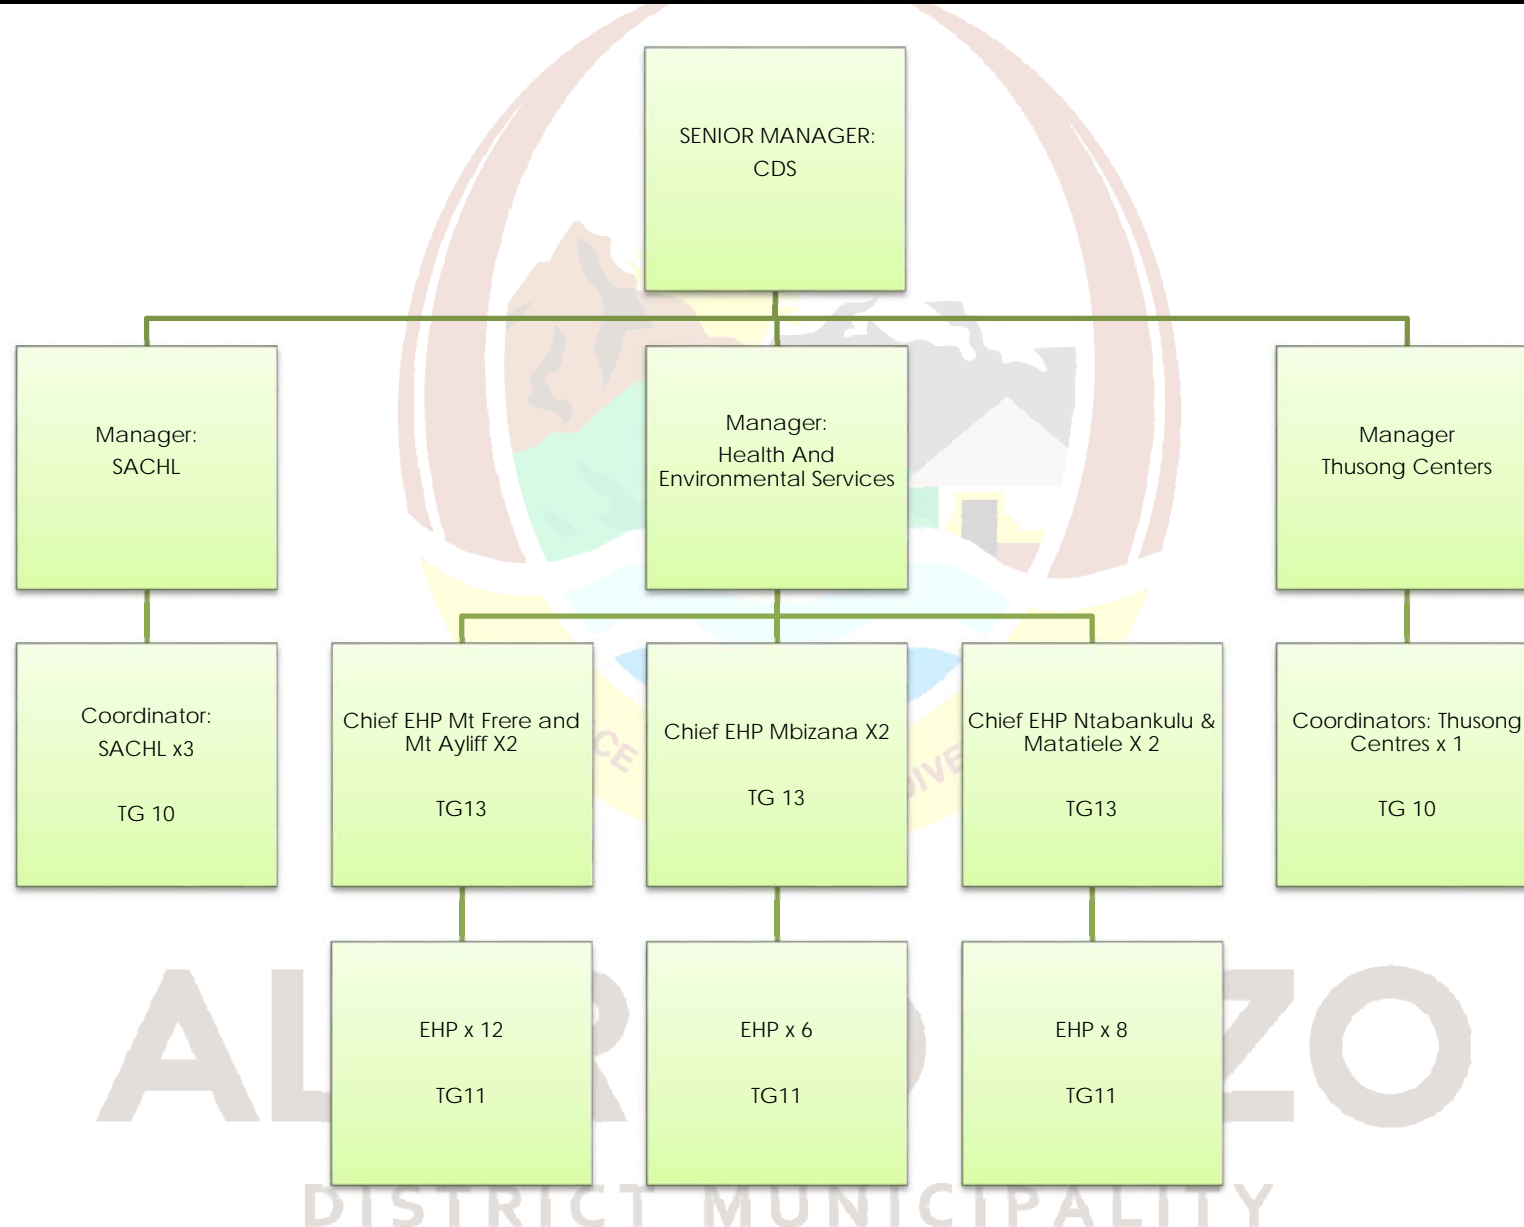 SENIOR MANAGER:
CDS
Manager:
SACHL
Manager:
Health And
Environmental Services
Manager
Thusong Centers
Coordinator:
SACHL x3
TG 10
Chief EHP Mt Frere and
Mt Ayliff X2
TG13
Chief EHP Mbizana X2
TG 13
Chief EHP Ntabankulu &
Matatiele X 2
TG13
Coordinators: Thusong
Centres x 1
TG 10
EHP x 12
TG11
EHP x 6
TG11
EHP x 8
TG11
DISTRICT MUNICIPALITY